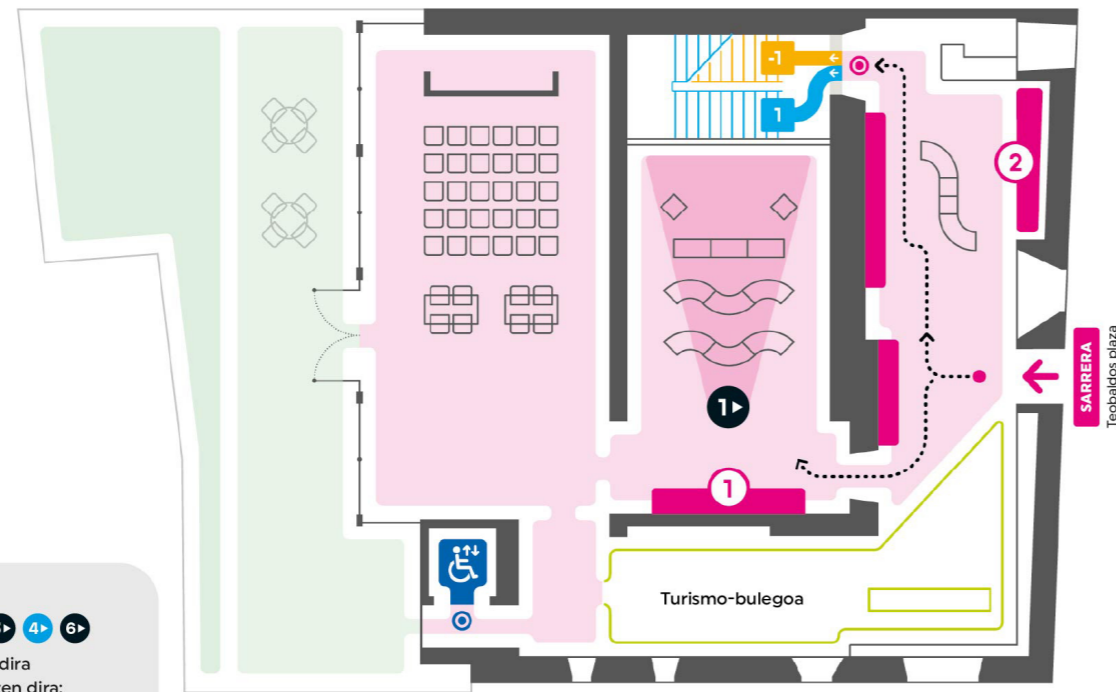 -1
1
2
1▶
SARRERA
Teobaldos plaza
1
Turismo-bulegoa
4▶ 6▶
dira